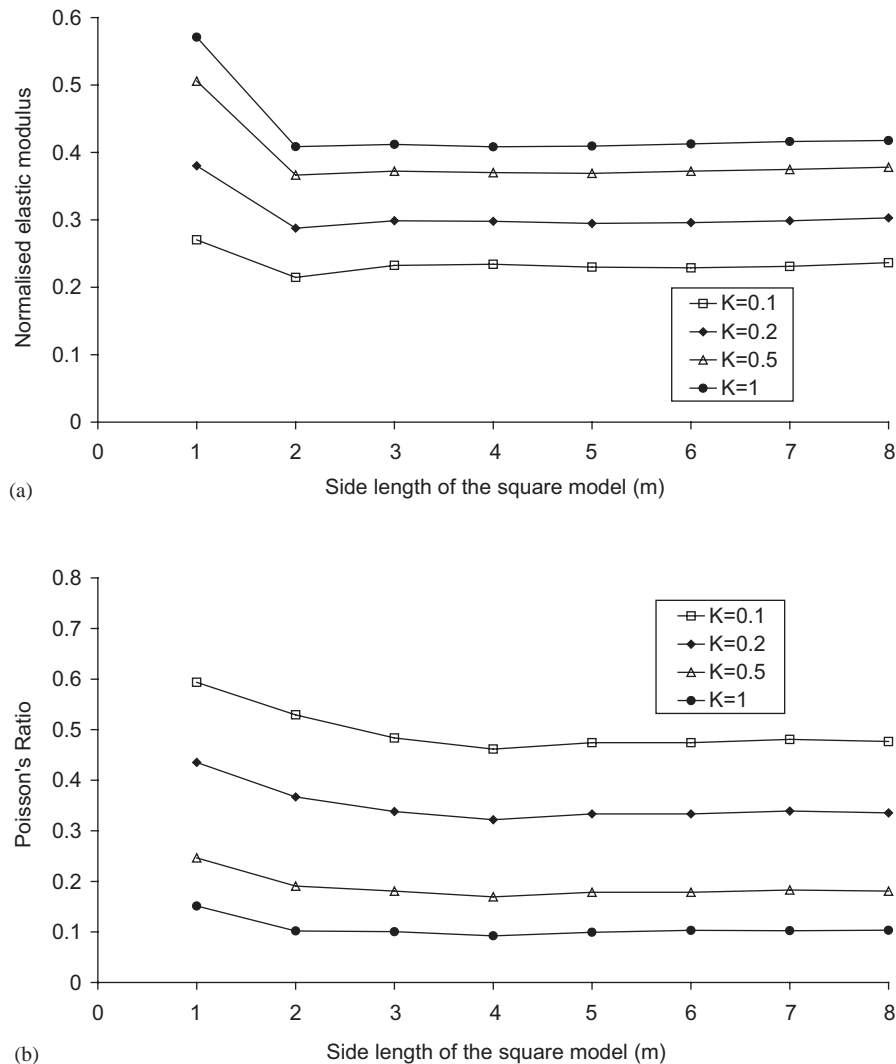 0.6
0.5
0.4
0.3
0.2
0.1
0
Normalised elastic modulus
K=0.1
K=0.2
K=0.5
K=1
0 1 2 3 4 5 6 7 8
Side length of the square model (m)
(a)
0.8
0.7
0.6
0.5
0.4
0.3
0.2
0.1
0
Poisson's Ratio
K=0.1
K=0.2
K=0.5
K=1
0 1 2 3 4 5 6 7 8
Side length of the square model (m)
(b)